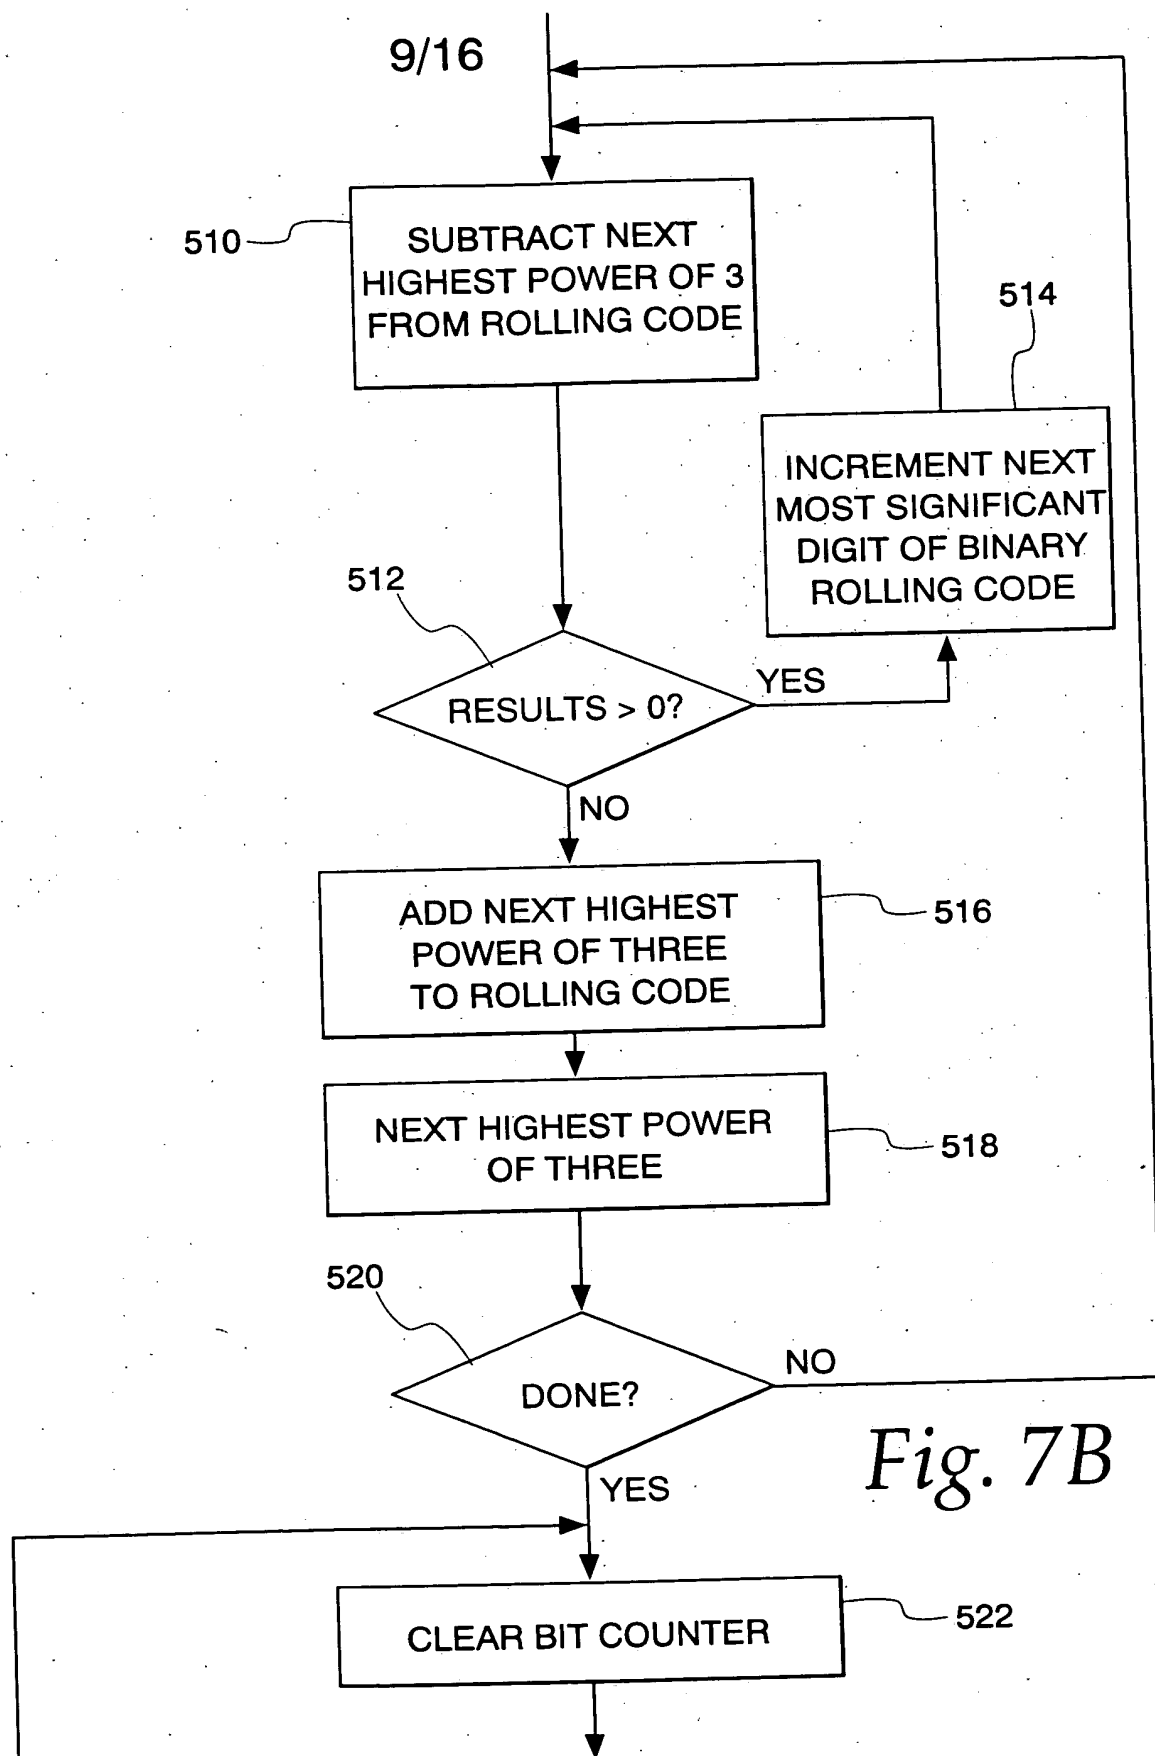 9/16
510
SUBTRACT NEXT
HIGHEST POWER OF 3
FROM ROLLING CODE
514
INCREMENT NEXT
MOST SIGNIFICANT
DIGIT OF BINARY
ROLLING CODE
512
RESULTS > 0?
YES
NO
ADD NEXT HIGHEST
POWER OF THREE
TO ROLLING CODE
516
NEXT HIGHEST POWER
OF THREE
518
520
DONE?
NO
YES
Fig. 7B
CLEAR BIT COUNTER
522